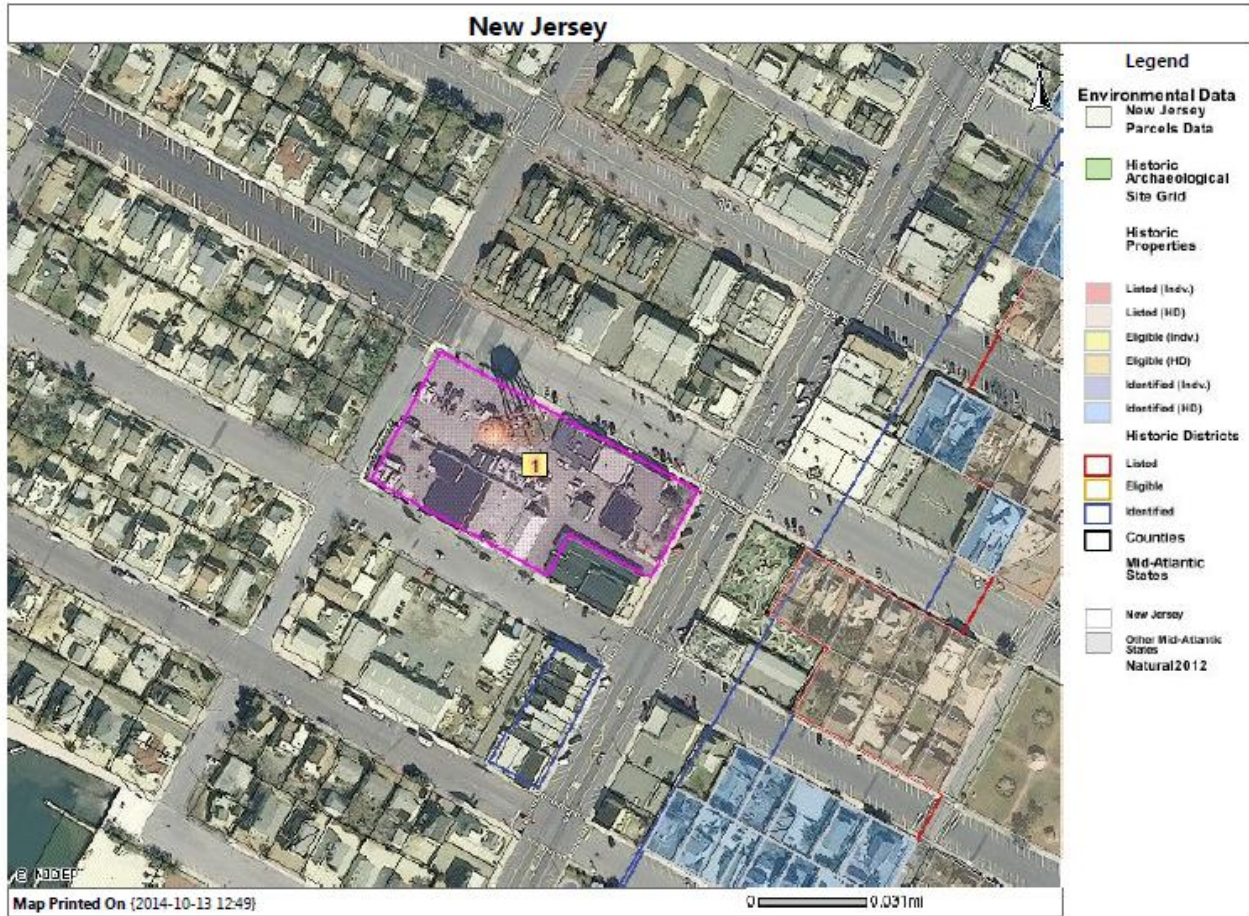 New Jersey
1
Legend
Environmental Data
New Jersey
Parcels Data
Historic
Archaeological
Site Grid
Historic
Properties
Listed (Indv.)
Listed (HD)
Eligible (Indv.)
Eligible (HD)
Identified (Indv.)
Identified (HD)
Historic Districts
Listed
Eligible
Identified
Counties
Mid-Atlantic
States
New Jersey
Other Mid-Atlantic
States
Natural2012
Map Printed On {2014-10-13 12:49}
0 0.031mi